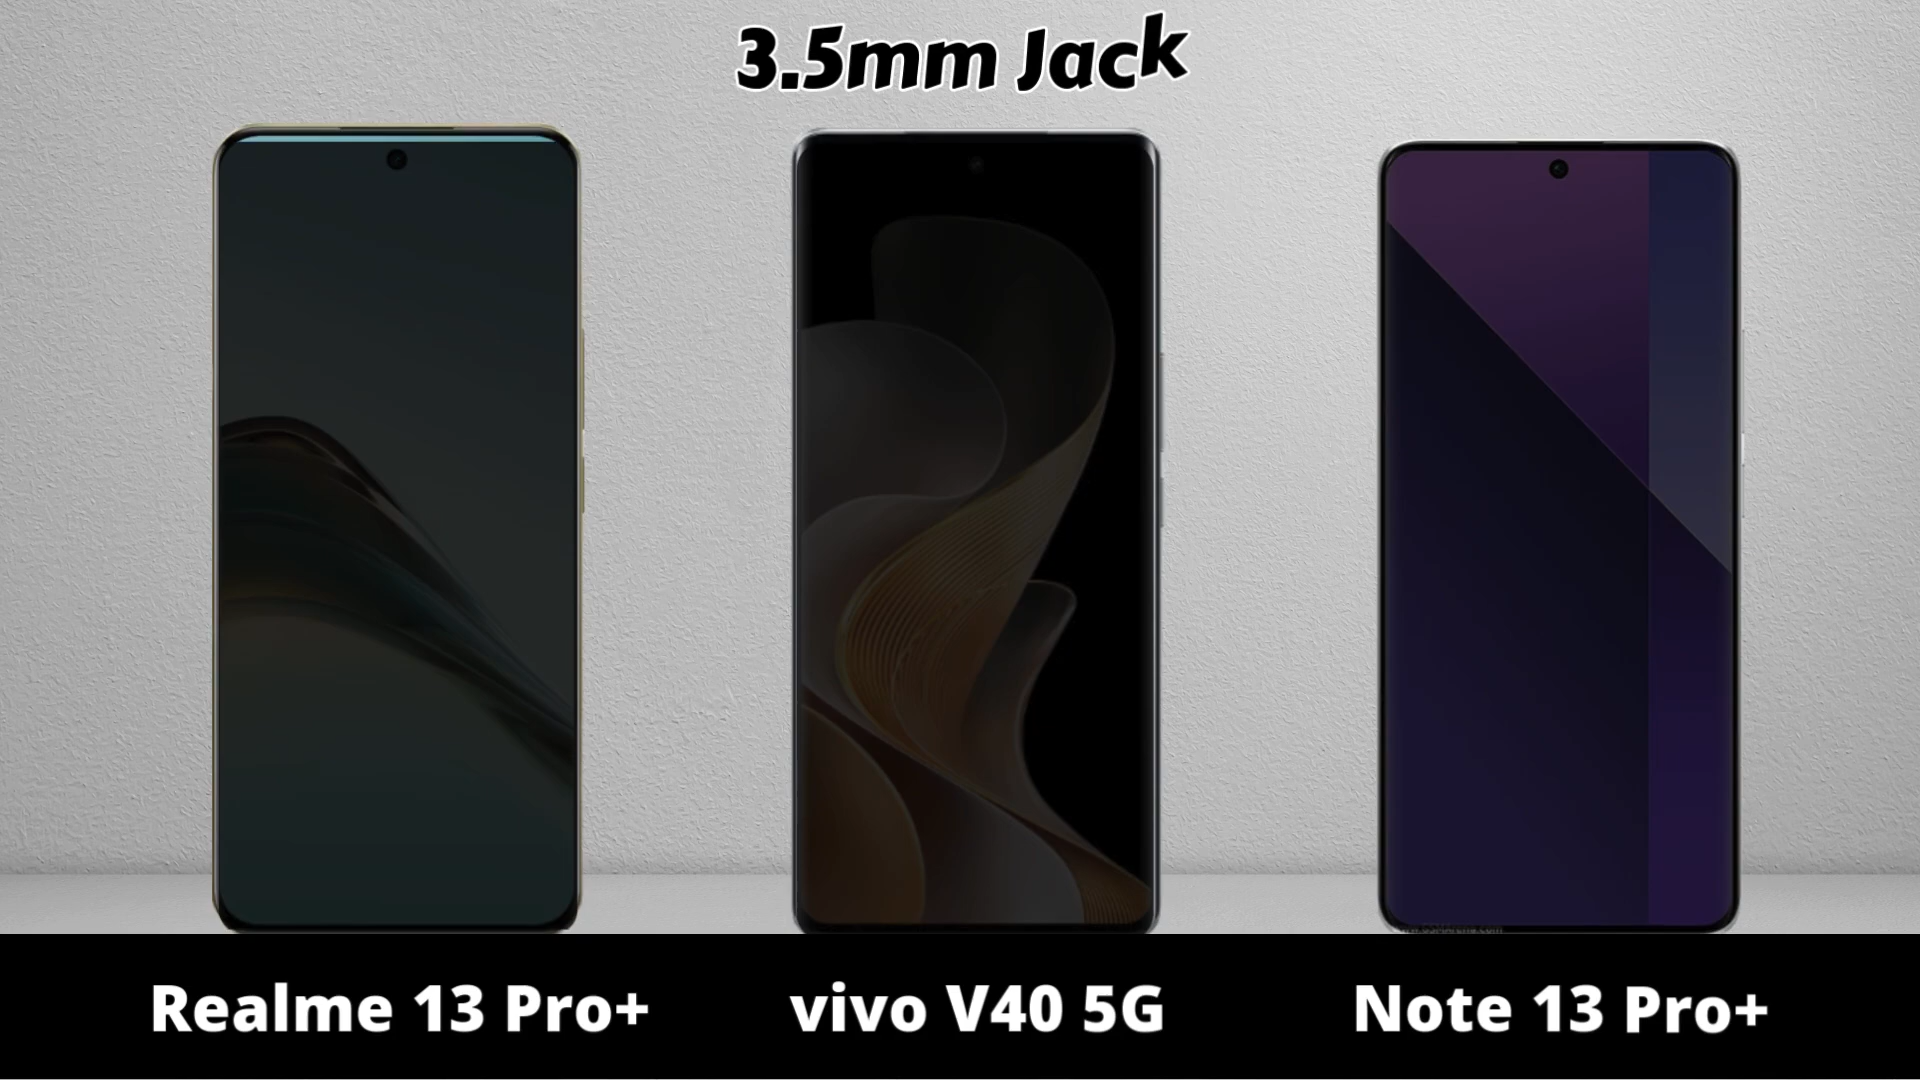 3.5mm Jack
Realme 13 Pro+
vivo V40 5G
Note 13 Pro+